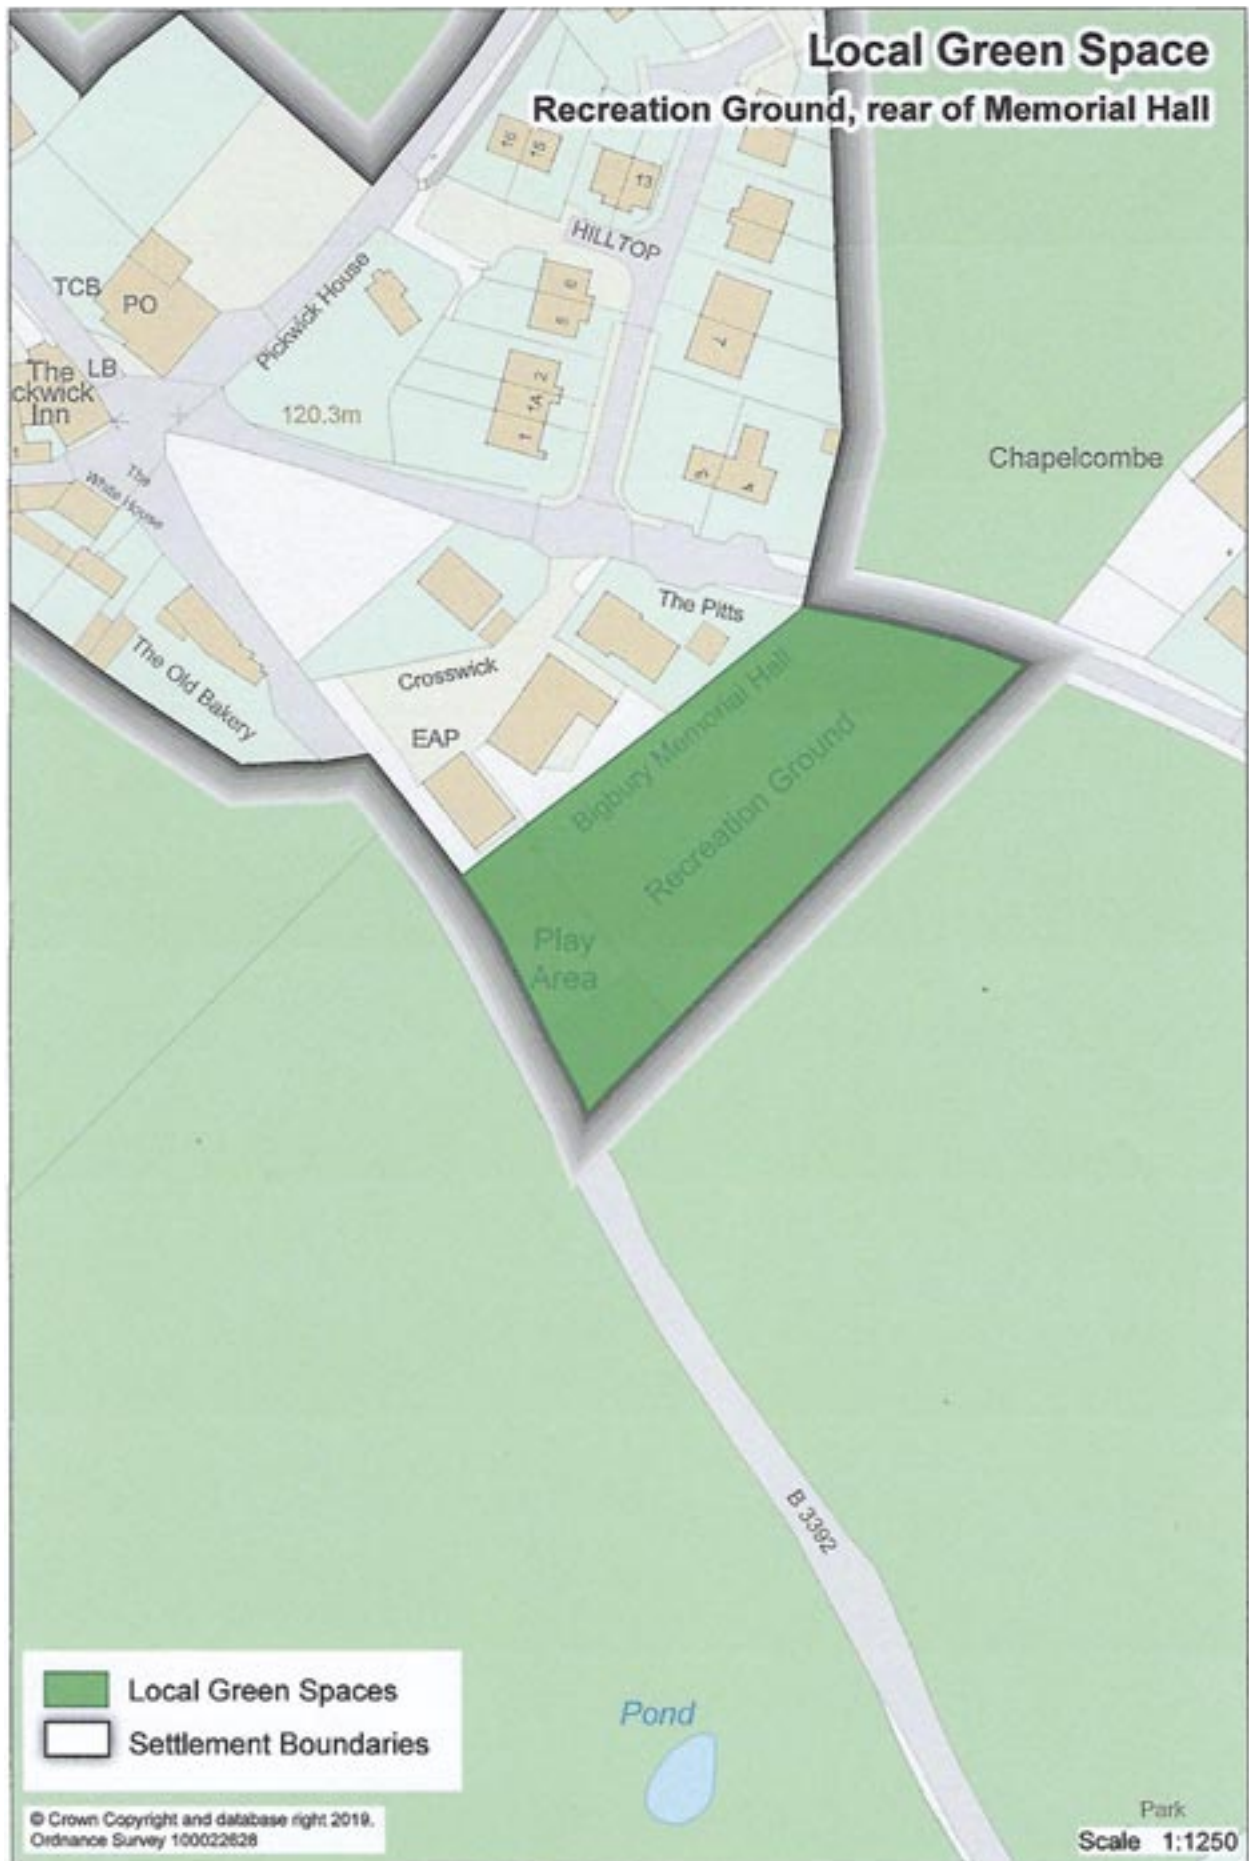 Local Green Space
Recreation Ground, rear of Memorial Hall
16
15
13
HILLTOP
TCB
PO
Pickwick House
6
5
7
The
ckwick
Inn
LB
120.3m
2
1A
1
4
Chapelcombe
The
White House
The Pitts
The Old Bakery
Crosswick
EAP
Bigbury Memorial Hall
Recreation Ground
Play
Area
B 3392
Pond
Local Green Spaces
Settlement Boundaries
© Crown Copyright and database right 2019.
Ordnance Survey 100022628
Park
Scale 1:1250